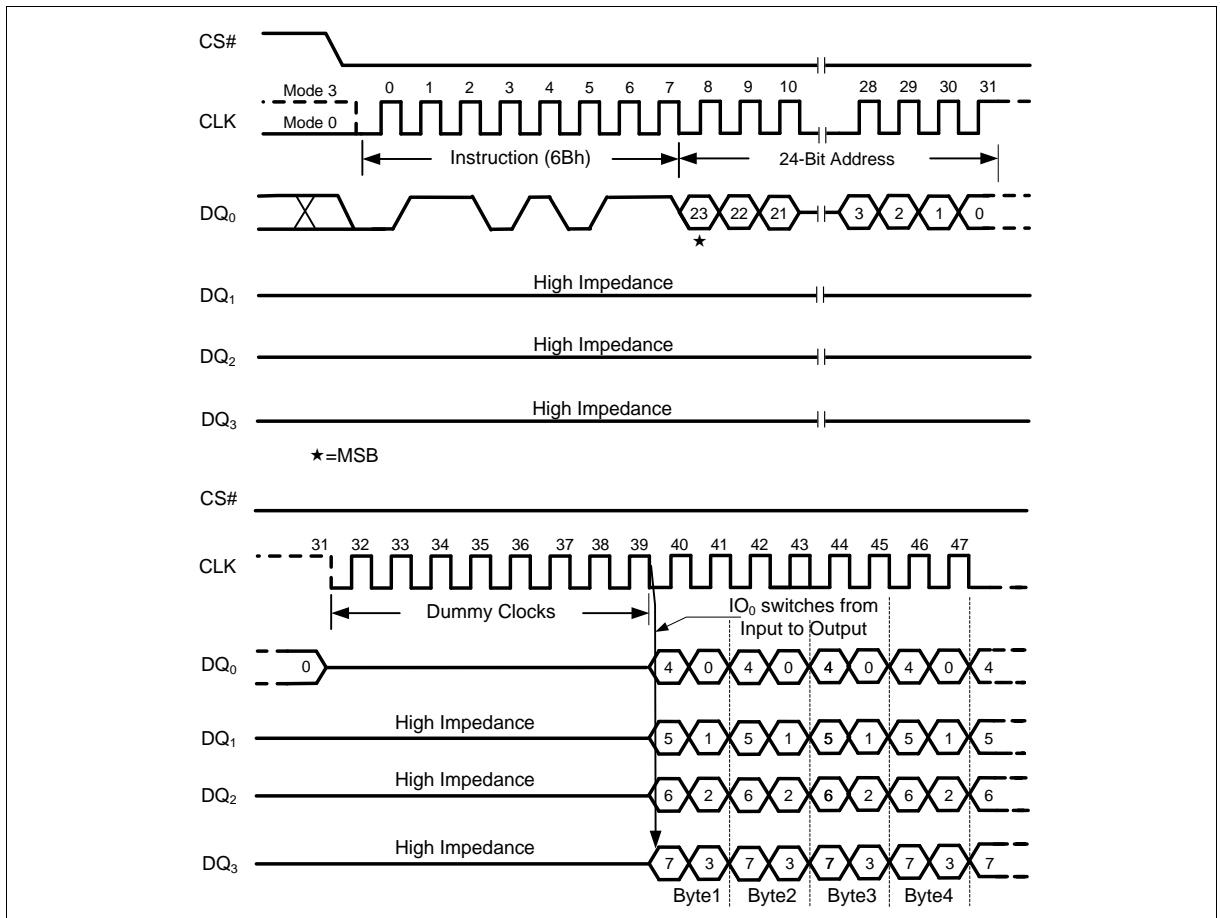 CS#
Mode 3 0 1 2 3 4 5 6 7 8 9 10 28 29 30 31
CLK Mode 0
Instruction (6Bh) 24-Bit Address
DQ0 23 22 21 3 2 1 0
★
High Impedance
DQ1
High Impedance
DQ2
High Impedance
DQ3
★=MSB
CS#
31 32 33 34 35 36 37 38 39 40 41 42 43 44 45 46 47
CLK
Dummy Clocks IO0 switches from
Input to Output
DQ0 0 4 0 4 0 4 0 4 0 4
High Impedance
DQ1 5 1 5 1 5 1 5 1 5
High Impedance
DQ2 6 2 6 2 6 2 6 2 6
High Impedance
DQ3 7 3 7 3 7 3 7 3 7
Byte1 Byte2 Byte3 Byte4